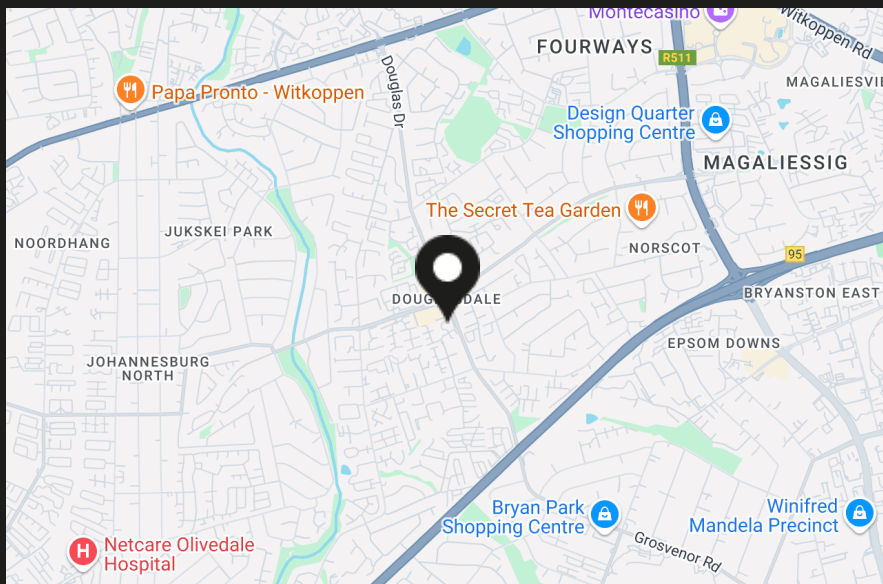 Montecasino
Witkoppen Rd
FOURWAYS
R511
Douglas Dr
MAGALIESVIE
Papa Pronto - Witkoppen
Design Quarter
Shopping Centre
MAGALIESSIG
The Secret Tea Garden
JUKSKEI PARK
NOORDHANG
NORSCOT
95
BRYANSTON EAST
EPSOM DOWNS
JOHANNESBURG
NORTH
Bryan Park
Shopping Centre
Winifred
Mandela Precinct
Grosvenor Rd
H
Netcare Olivedale
Hospital